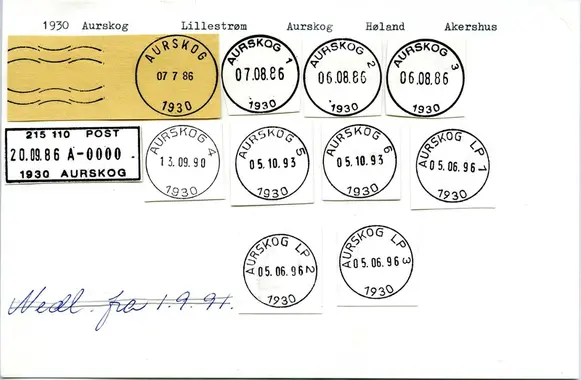 1930 Aurskog Lillestrøm Aurskog Høland Akershus
AURSKOG
07 7 86
1930
AURSKOG 1
07.08.86
1930
AURSKOG 2
06.08.86
1930
AURSKOG 3
06.08.86
1930
215 110 POST
20.09.86 A-0000.
1930 AURSKOG
AURSKOG 4
13.09.90
1930
AURSKOG 5
05.10.93
1930
AURSKOG 6
05.10.93
1930
AURSKOG LP 1
05.06.96
1930
AURSKOG LP 2
05.06.96
1930
AURSKOG LP 3
05.06.96
1930
Nedl. fra 1.9.91.